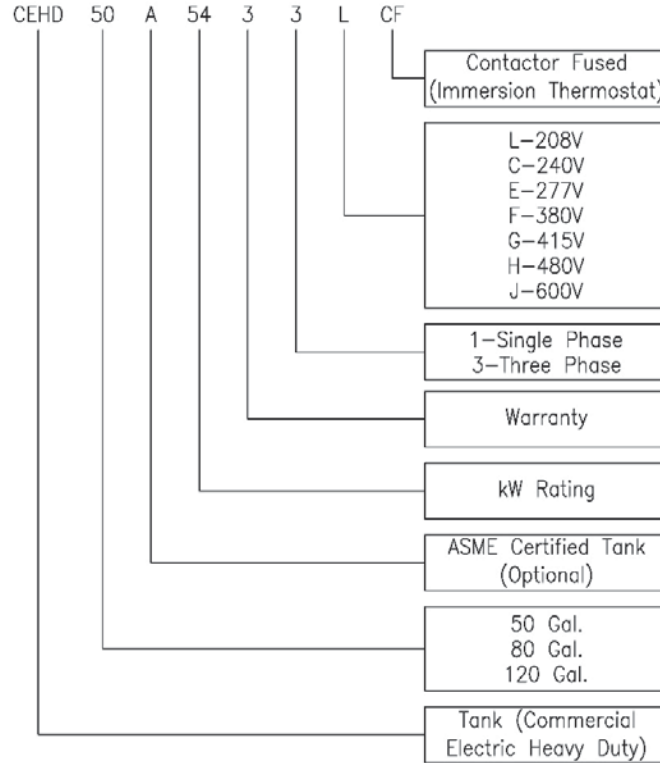 CEHD 50 A 54 3 3 L CF
Contactor Fused
(Immersion Thermostat)
L-208V
C-240V
E-277V
F-380V
G-415V
H-480V
J-600V
1-Single Phase
3-Three Phase
Warranty
kW Rating
ASME Certified Tank
(Optional)
50 Gal.
80 Gal.
120 Gal.
Tank (Commercial
Electric Heavy Duty)